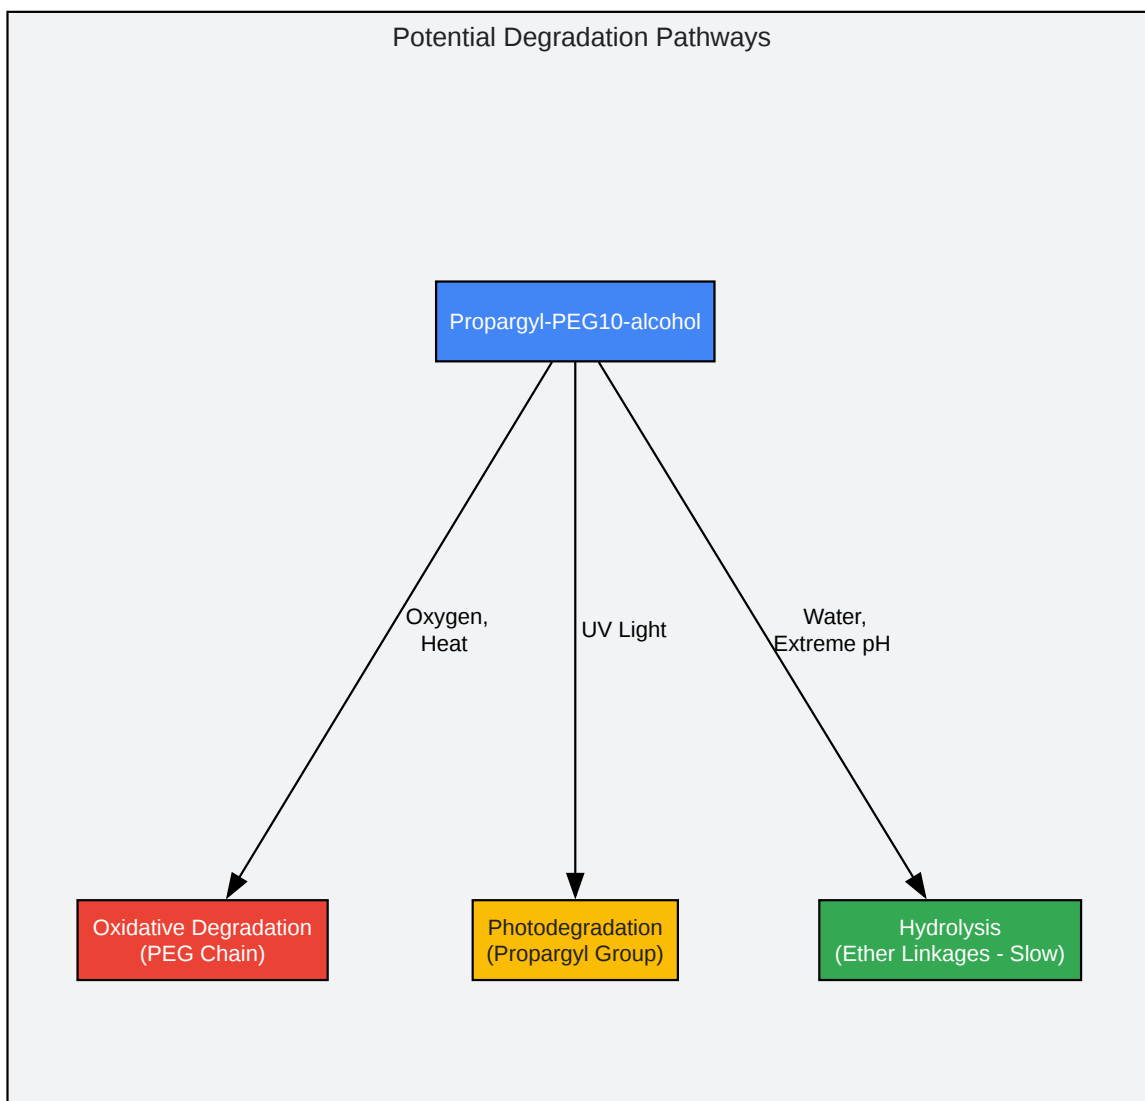 Potential Degradation Pathways
Propargyl-PEG10-alcohol
Oxygen,
Heat
UV Light
Water,
Extreme pH
Oxidative Degradation
(PEG Chain)
Photodegradation
(Propargyl Group)
Hydrolysis
(Ether Linkages - Slow)